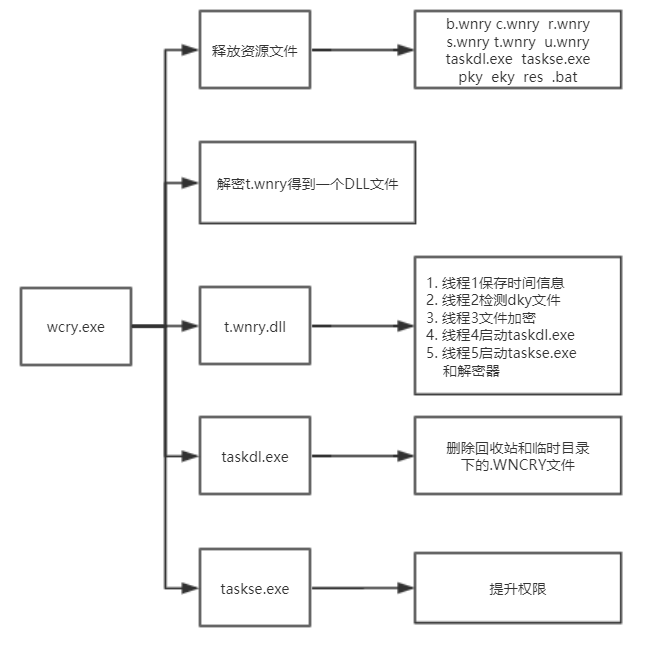 释放资源文件
b.wnry c.wnry r.wnry
s.wnry t.wnry u.wnry
taskdl.exe taskse.exe
pky eky res .bat
解密t.wnry得到一个DLL文件
wcry.exe
t.wnry.dll
1. 线程1保存时间信息
2. 线程2检测dky文件
3. 线程3文件加密
4. 线程4启动taskdl.exe
5. 线程5启动taskse.exe
和解密器
taskdl.exe
删除回收站和临时目录
下的.WNCRY文件
taskse.exe
提升权限